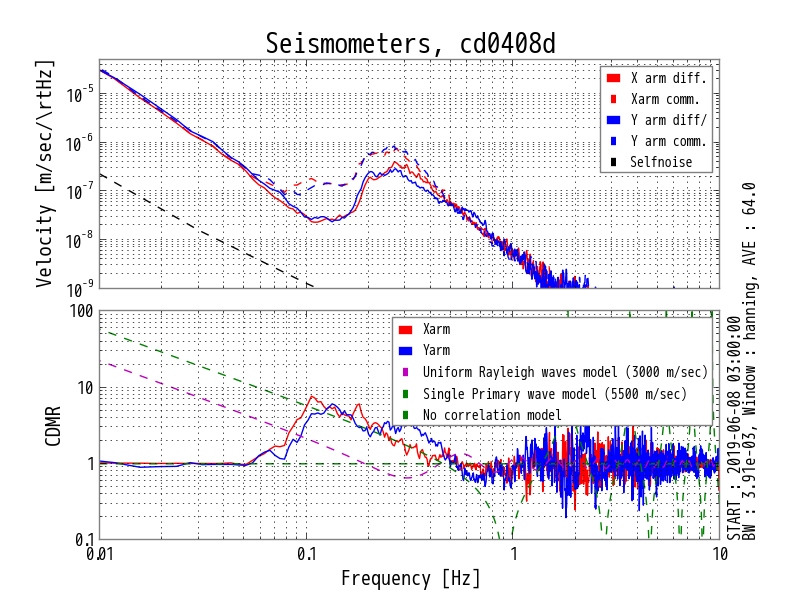 Seismometers, cd0408d
Velocity [m/sec/\rtHz]
10^-5
10^-6
10^-7
10^-8
10^-9
X arm diff.
Xarm comm.
Y arm diff/
Y arm comm.
Selfnoise
CDMR
100
10
1
0.1
Xarm
Yarm
Uniform Rayleigh waves model (3000 m/sec)
Single Primary wave model (5500 m/sec)
No correlation model
0.01
0.1
1
10
Frequency [Hz]
START : 2019-06-08 03:00:00
BW : 3.91e-03, Window : hanning, AVE : 64.0